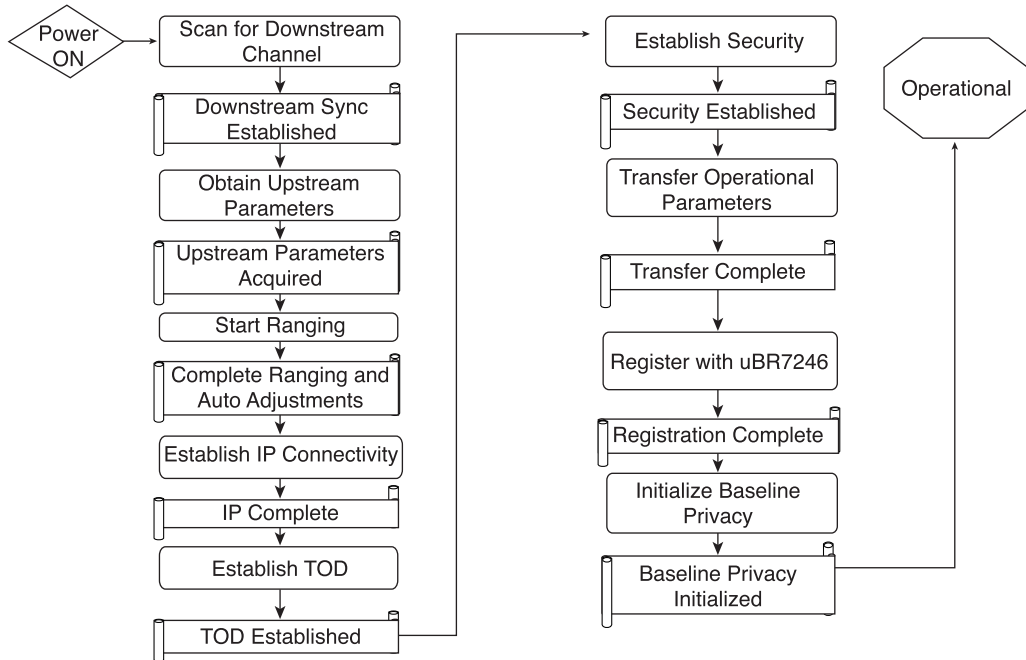 Power
ON
Scan for Downstream
Channel
Downstream Sync
Established
Obtain Upstream
Parameters
Upstream Parameters
Acquired
Start Ranging
Complete Ranging and
Auto Adjustments
Establish IP Connectivity
IP Complete
Establish TOD
TOD Established
Establish Security
Security Established
Transfer Operational
Parameters
Transfer Complete
Register with uBR7246
Registration Complete
Initialize Baseline
Privacy
Baseline Privacy
Initialized
Operational